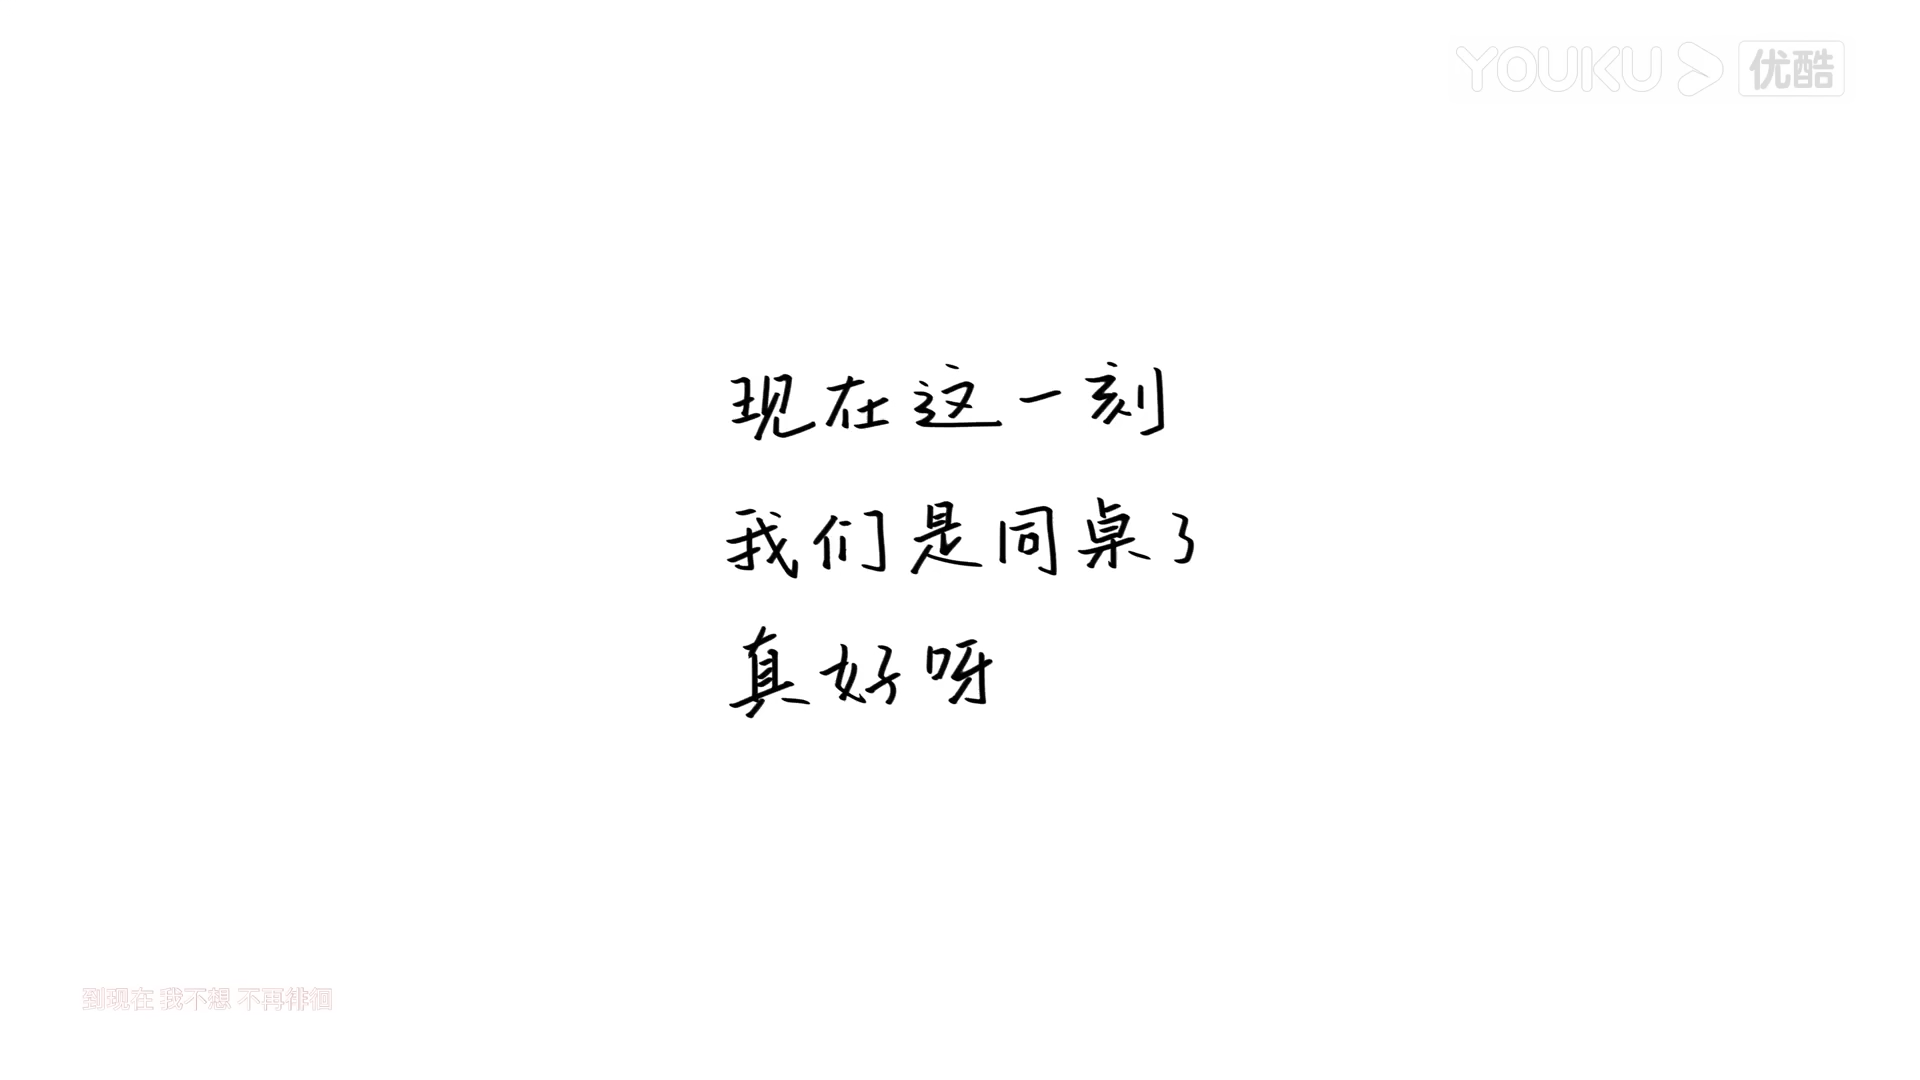 YOUKU 优酷
现在这一刻
我们是同桌了
真好呀
到现在 我不想 不再徘徊